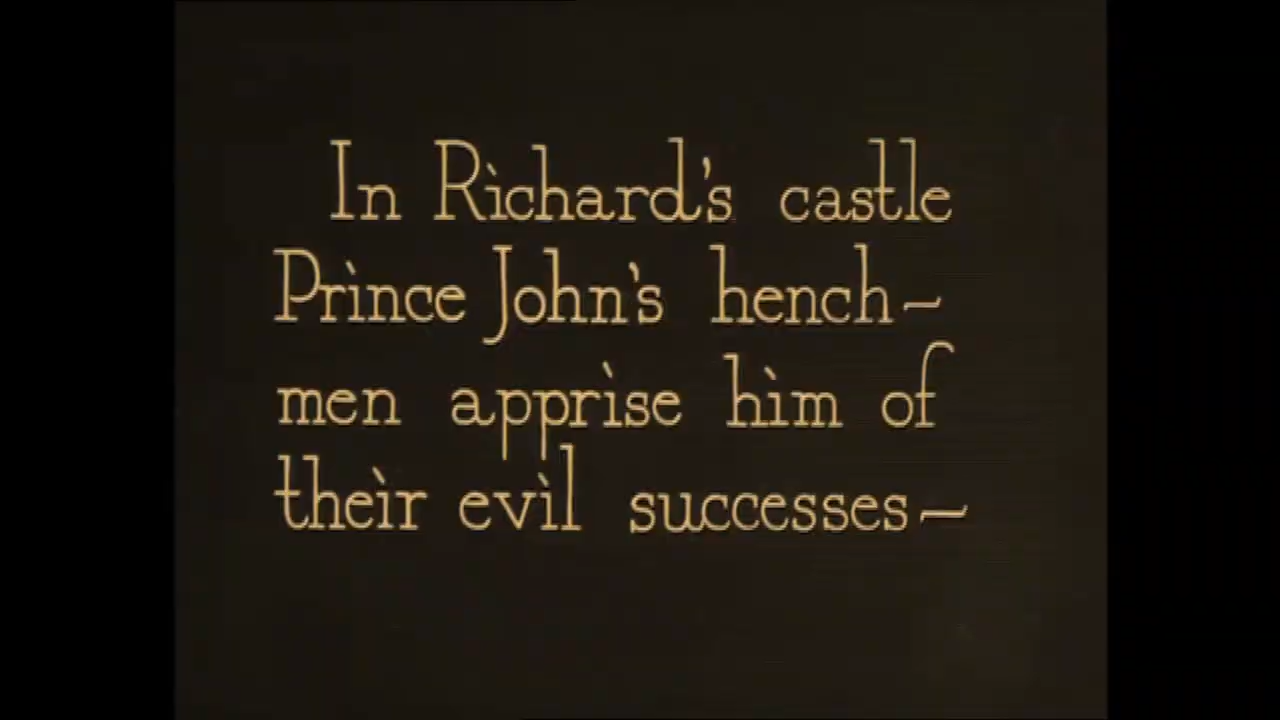 In Richard's castle
Prince John's hench-
men apprise him of
their evil successes—